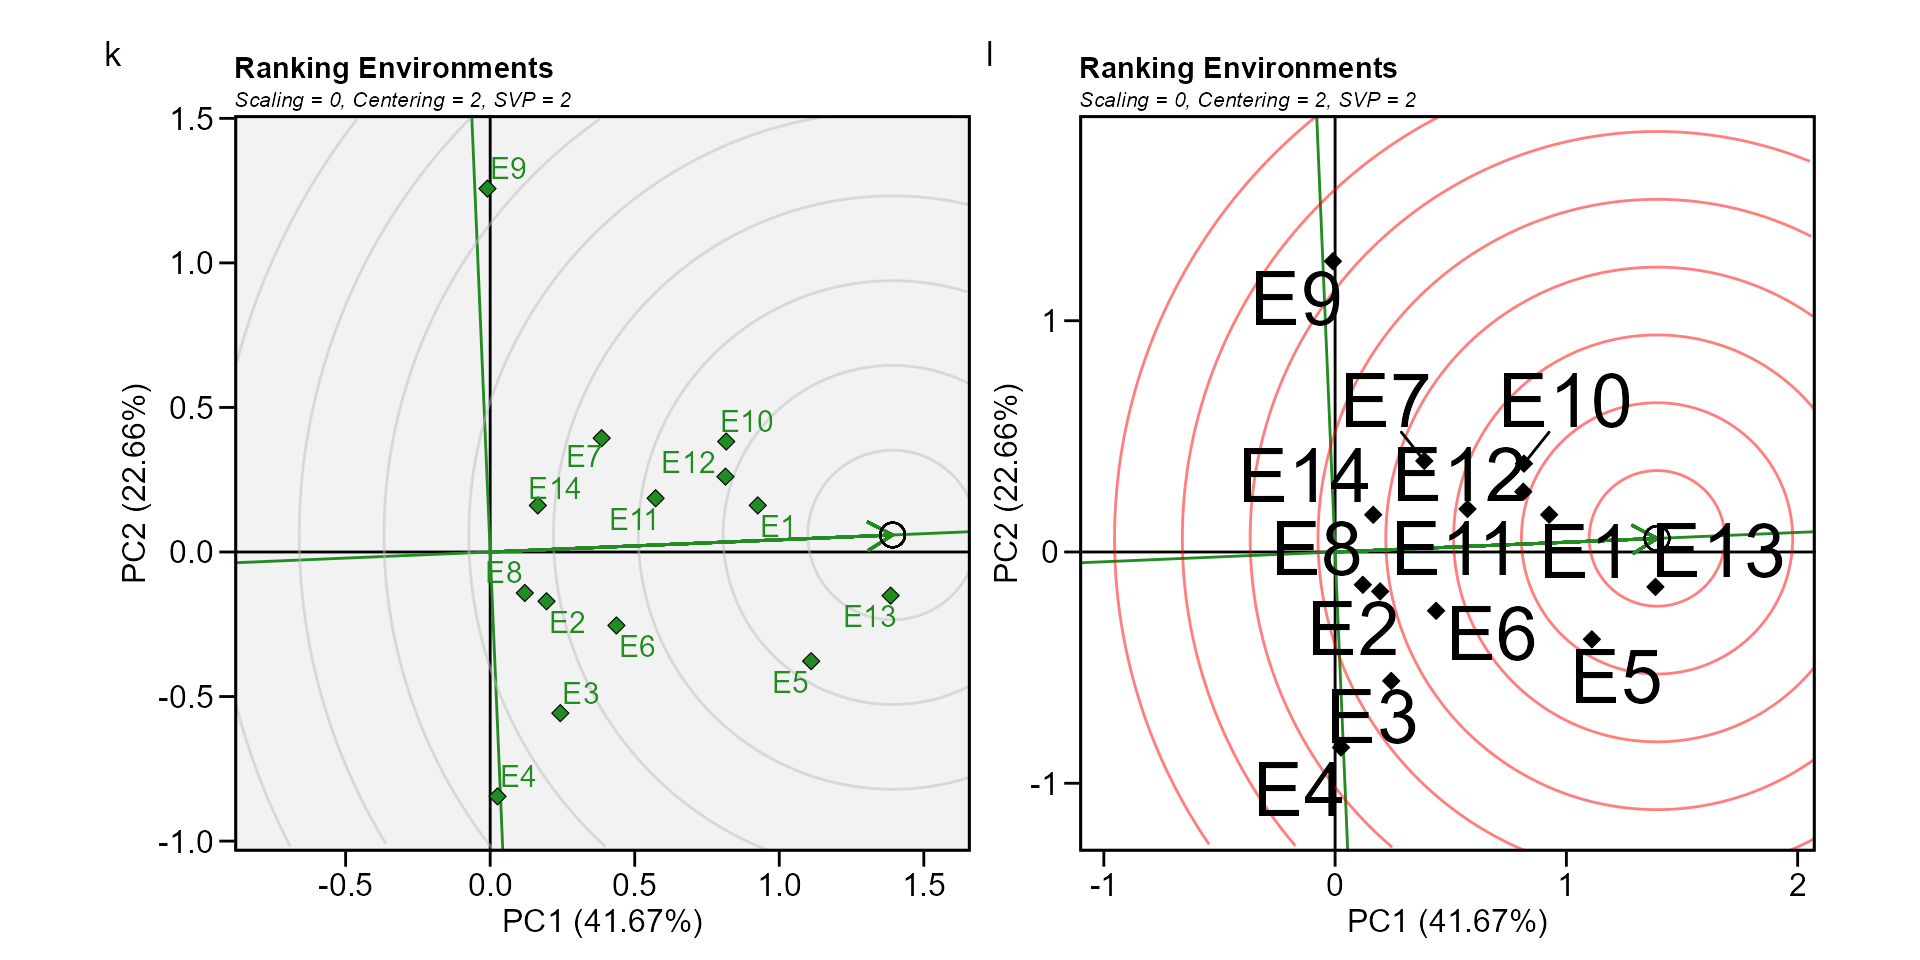 k
Ranking Environments
Scaling = 0, Centering = 2, SVP = 2
1.5
1.0
0.5
0.0
-0.5
-1.0
PC2 (22.66%)
E9
E10
E7
E12
E14
E11
E1
E8
E2
E13
E6
E5
E3
E4
-0.5
0.0
0.5
1.0
1.5
PC1 (41.67%)
l
Ranking Environments
Scaling = 0, Centering = 2, SVP = 2
1
0
-1
PC2 (22.66%)
E9
E7
E10
E14
E12
E8
E11
E1
E13
E2
E6
E5
E3
E4
-1
0
1
2
PC1 (41.67%)